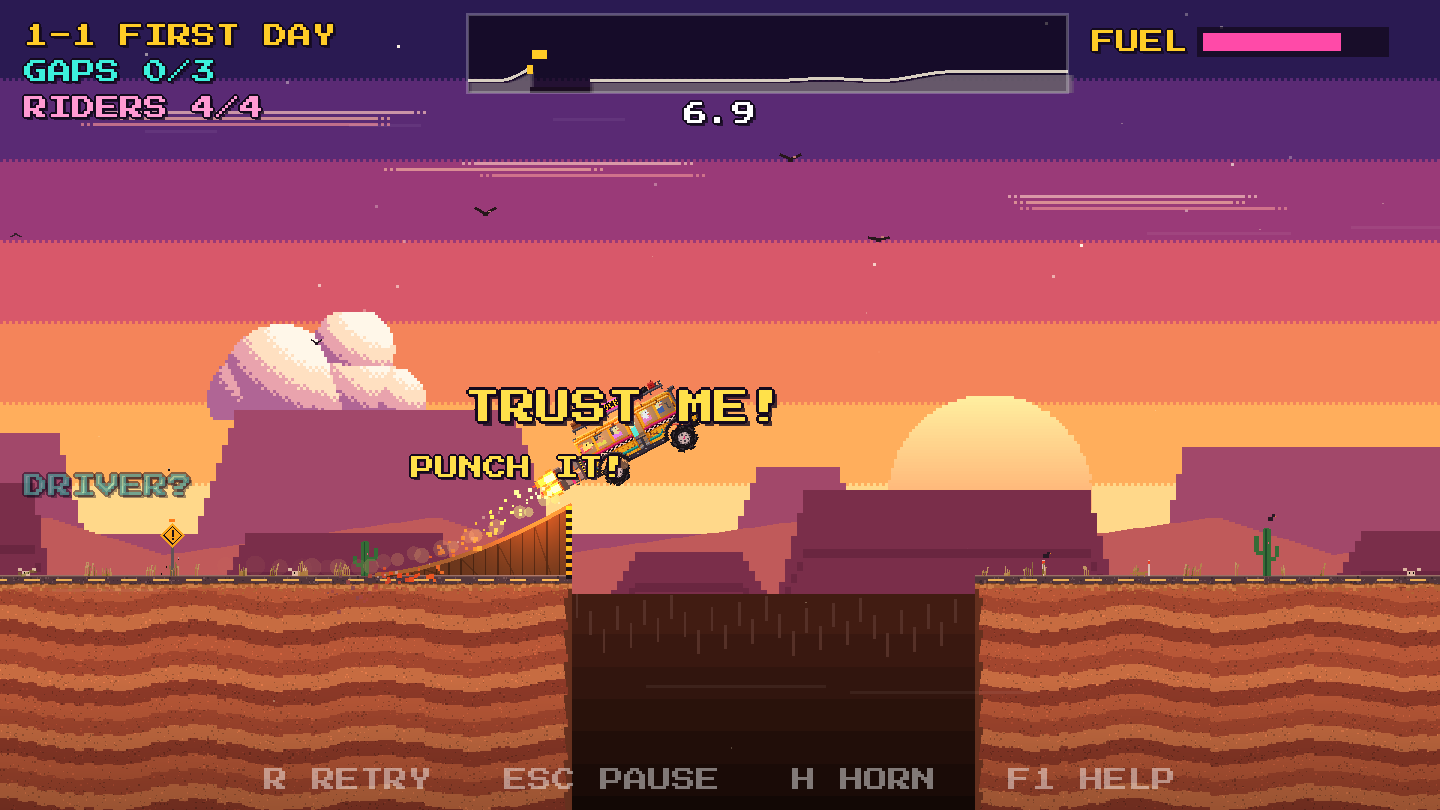 1-1 FIRST DAY
GAPS 0/3
RIDERS 4/4
6.9
FUEL
TRUST ME!
PUNCH IT!
DRIVER?
!
R RETRY ESC PAUSE H HORN F1 HELP